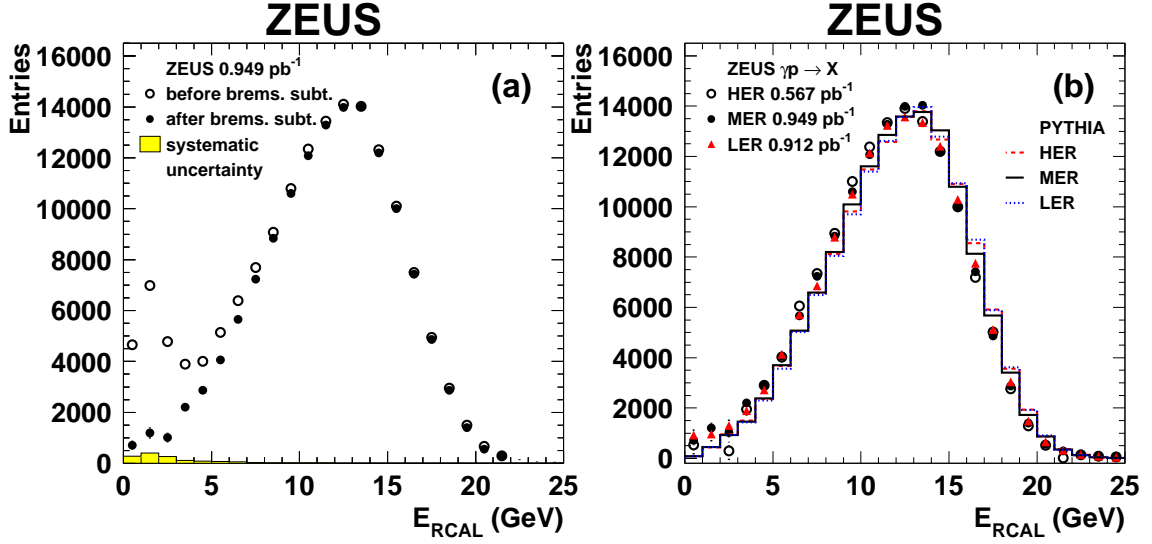 ZEUS
Entries
16000
14000
12000
10000
8000
6000
4000
2000
0
ZEUS 0.949 pb-1
before brems. subt.
after brems. subt.
systematic
uncertainty
(a)
0 5 10 15 20 25
ERCAL (GeV)
ZEUS
Entries
16000
14000
12000
10000
8000
6000
4000
2000
0
ZEUS γp → X
HER 0.567 pb-1
MER 0.949 pb-1
LER 0.912 pb-1
(b)
PYTHIA
HER
MER
LER
0 5 10 15 20 25
ERCAL (GeV)